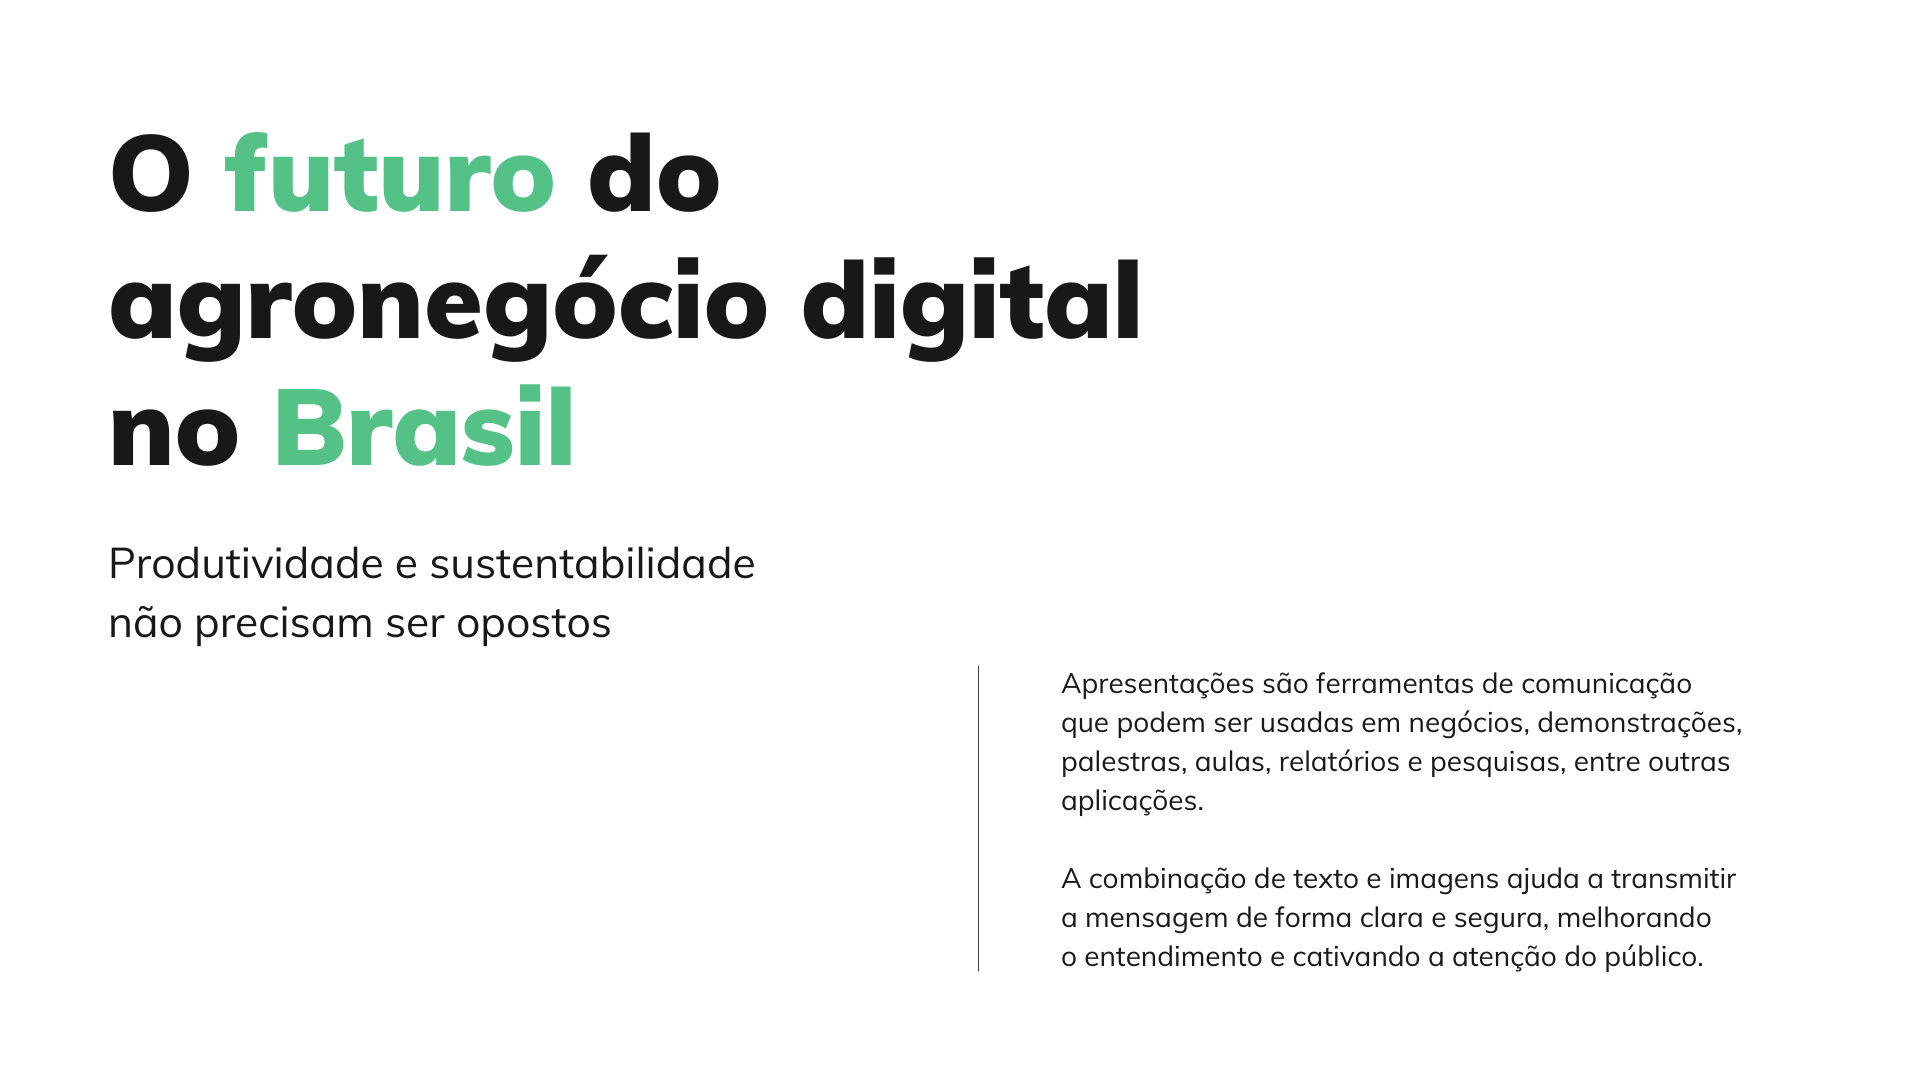 O futuro do
agronegócio digital
no Brasil
Produtividade e sustentabilidade
não precisam ser opostos
Apresentações são ferramentas de comunicação
que podem ser usadas em negócios, demonstrações,
palestras, aulas, relatórios e pesquisas, entre outras
aplicações.
A combinação de texto e imagens ajuda a transmitir
a mensagem de forma clara e segura, melhorando
o entendimento e cativando a atenção do público.